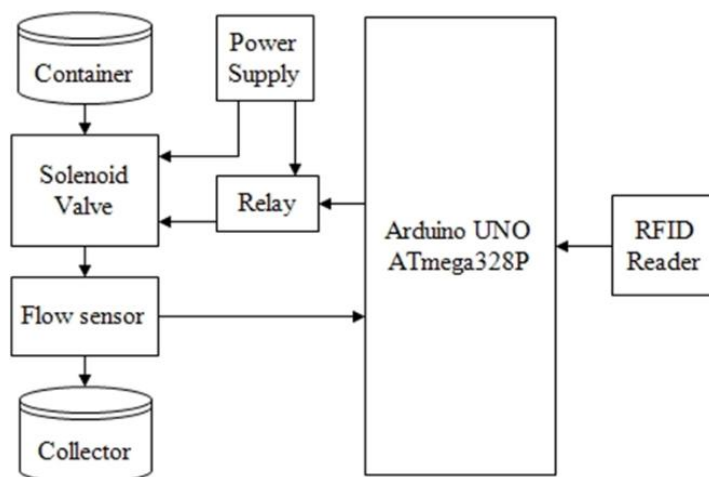 Container
Power
Supply
Solenoid
Valve
Relay
Arduino UNO
ATmega328P
RFID
Reader
Flow sensor
Collector